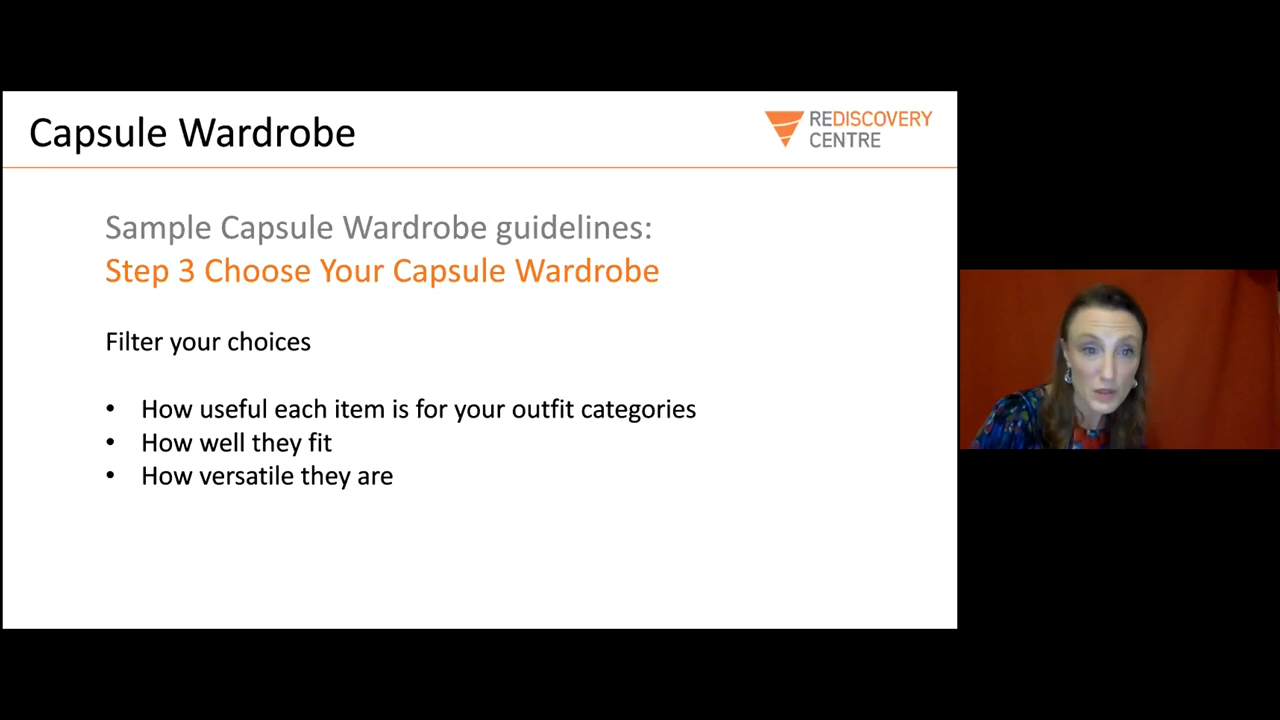 Capsule Wardrobe
REDISCOVERY
CENTRE
Sample Capsule Wardrobe guidelines:
Step 3 Choose Your Capsule Wardrobe
Filter your choices
• How useful each item is for your outfit categories
• How well they fit
• How versatile they are